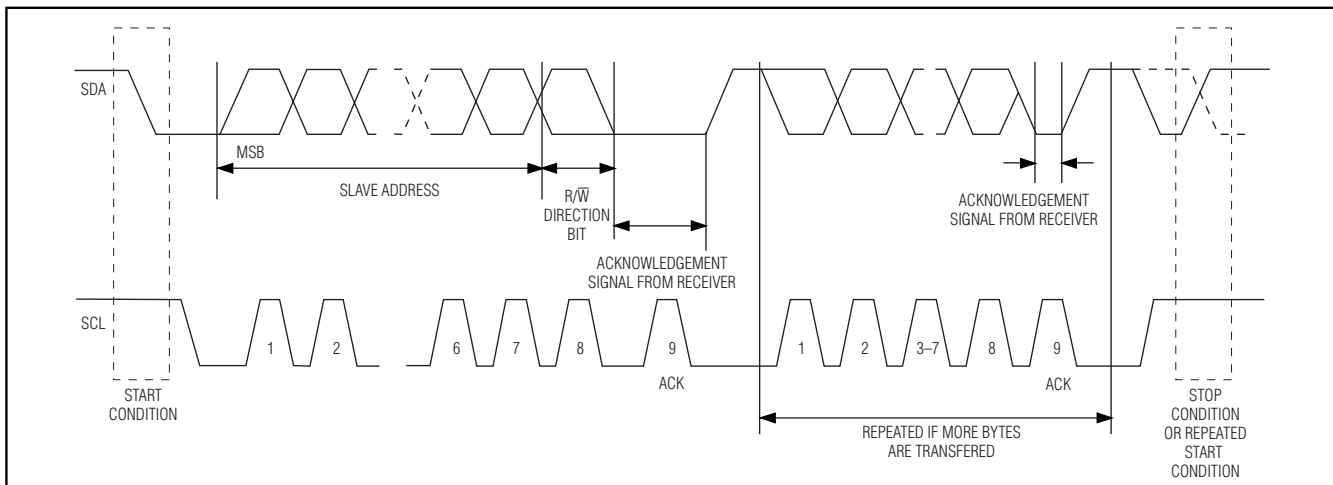 SDA
MSB
SLAVE ADDRESS
R/W̅
DIRECTION
BIT
ACKNOWLEDGEMENT
SIGNAL FROM RECEIVER
ACKNOWLEDGEMENT
SIGNAL FROM RECEIVER
SCL
1
2
6
7
8
9
1
2
3–7
8
9
ACK
ACK
START
CONDITION
REPEATED IF MORE BYTES
ARE TRANSFERED
STOP
CONDITION
OR REPEATED
START
CONDITION